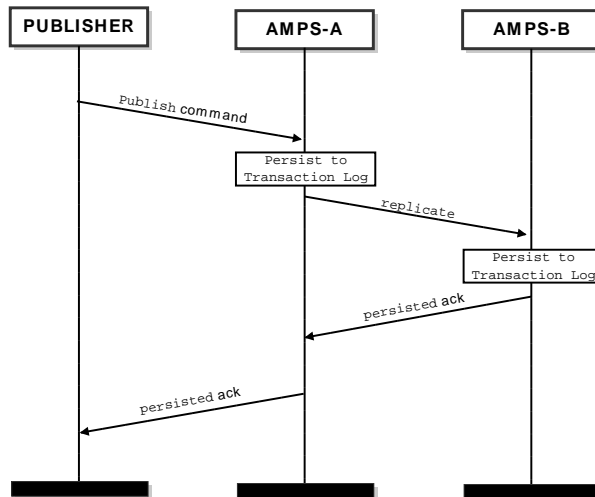 PUBLISHER
AMPS-A
AMPS-B
Publish command
Persist to
Transaction Log
replicate
Persist to
Transaction Log
persisted ack
persisted ack